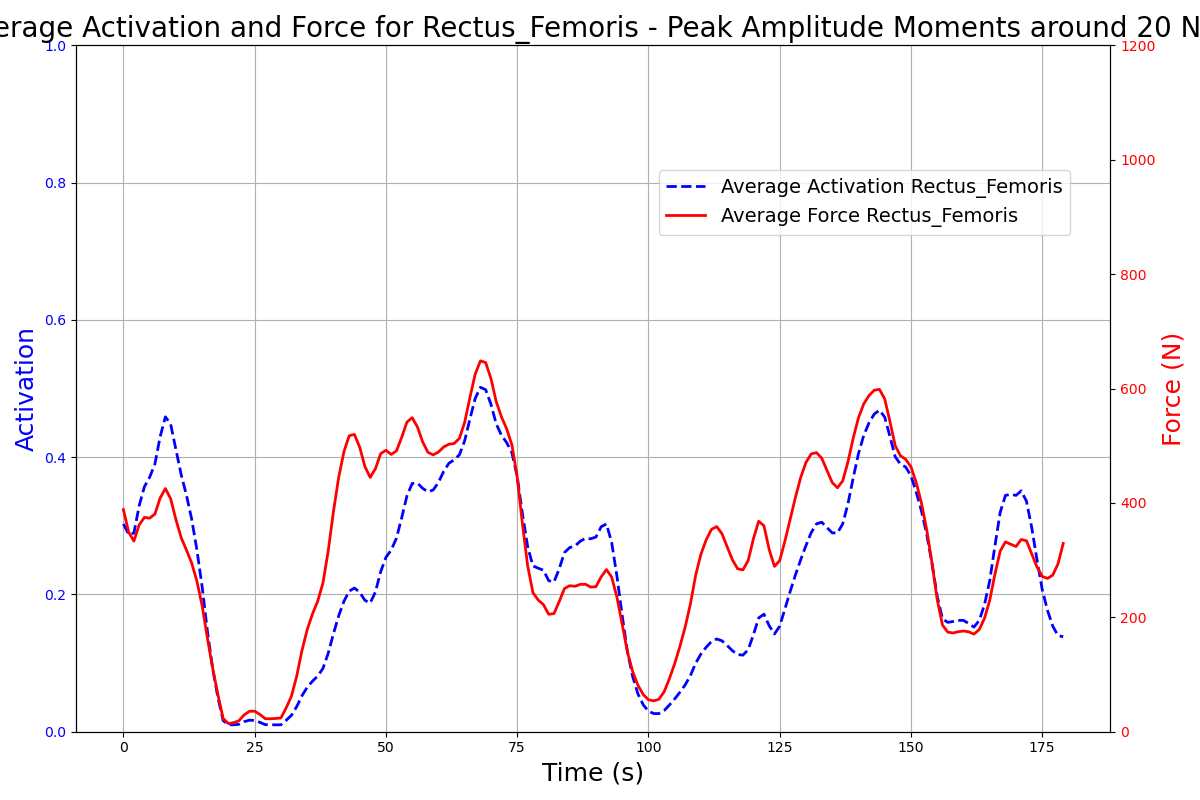 erage Activation and Force for Rectus_Femoris - Peak Amplitude Moments around 20 N
1.0
0.8
0.6
0.4
0.2
0.0
Activation
1200
1000
800
600
400
200
0
Force (N)
Average Activation Rectus_Femoris
Average Force Rectus_Femoris
0 25 50 75 100 125 150 175
Time (s)